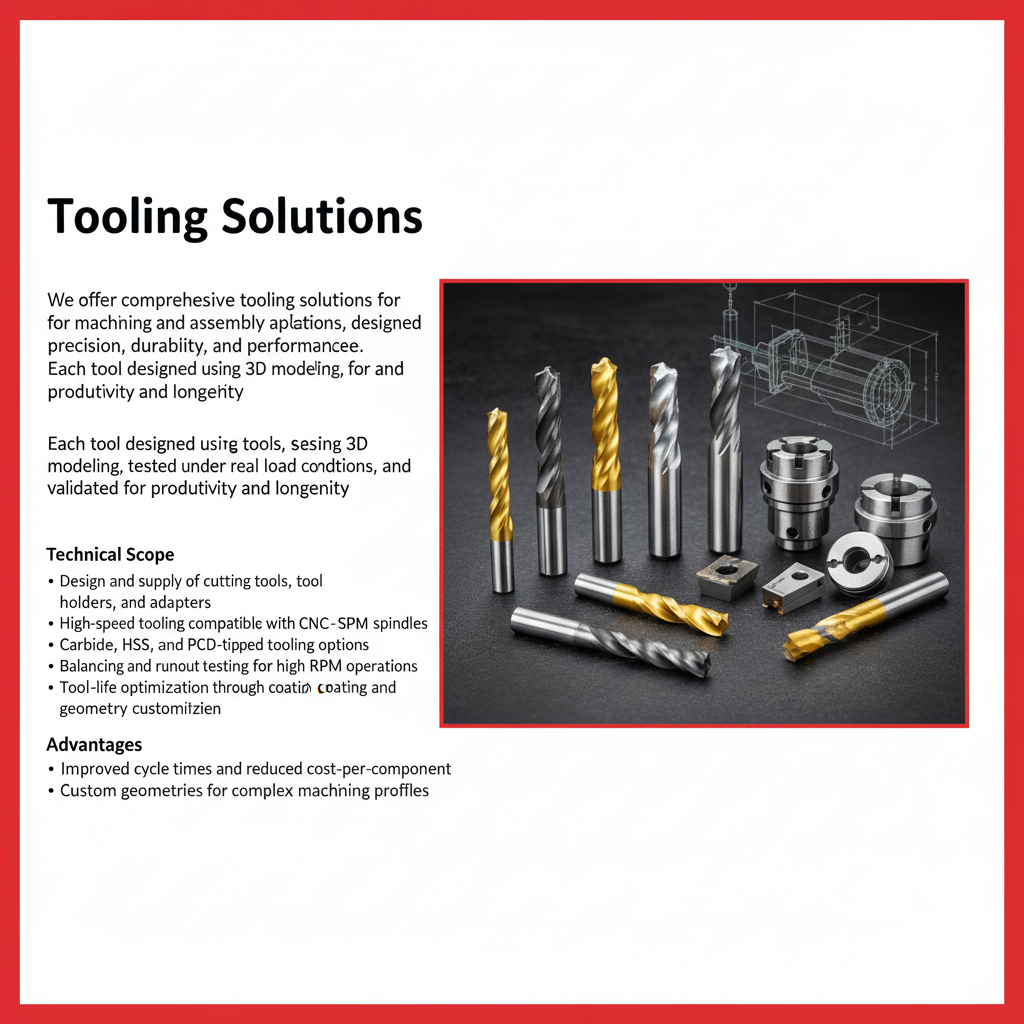 Tooling Solutions
We offer comprehesive tooling solutions for
for machining and assembly aplations, designed
precision, durability, and performancee.
Each tool designed using 3D modeling, for and
produtivity and longehity
Each tool designed using tools, sesing 3D
modeling, tested under real load condtions, and
validated for produtivity and longenity
Technical Scope
• Design and supply of cutting tools, tool
holders, and adapters
• High-speed tooling compatible with CNC-SPM spindles
• Carbide, HSS, and PCD-tipped tooling options
• Balancing and runout testing for high RPM operations
• Tool-life optimization through coatin coating and
geometry customitzien
Advantages
• Improved cycle times and reduced cost-per-component
• Custom geometries for complex machining proffles